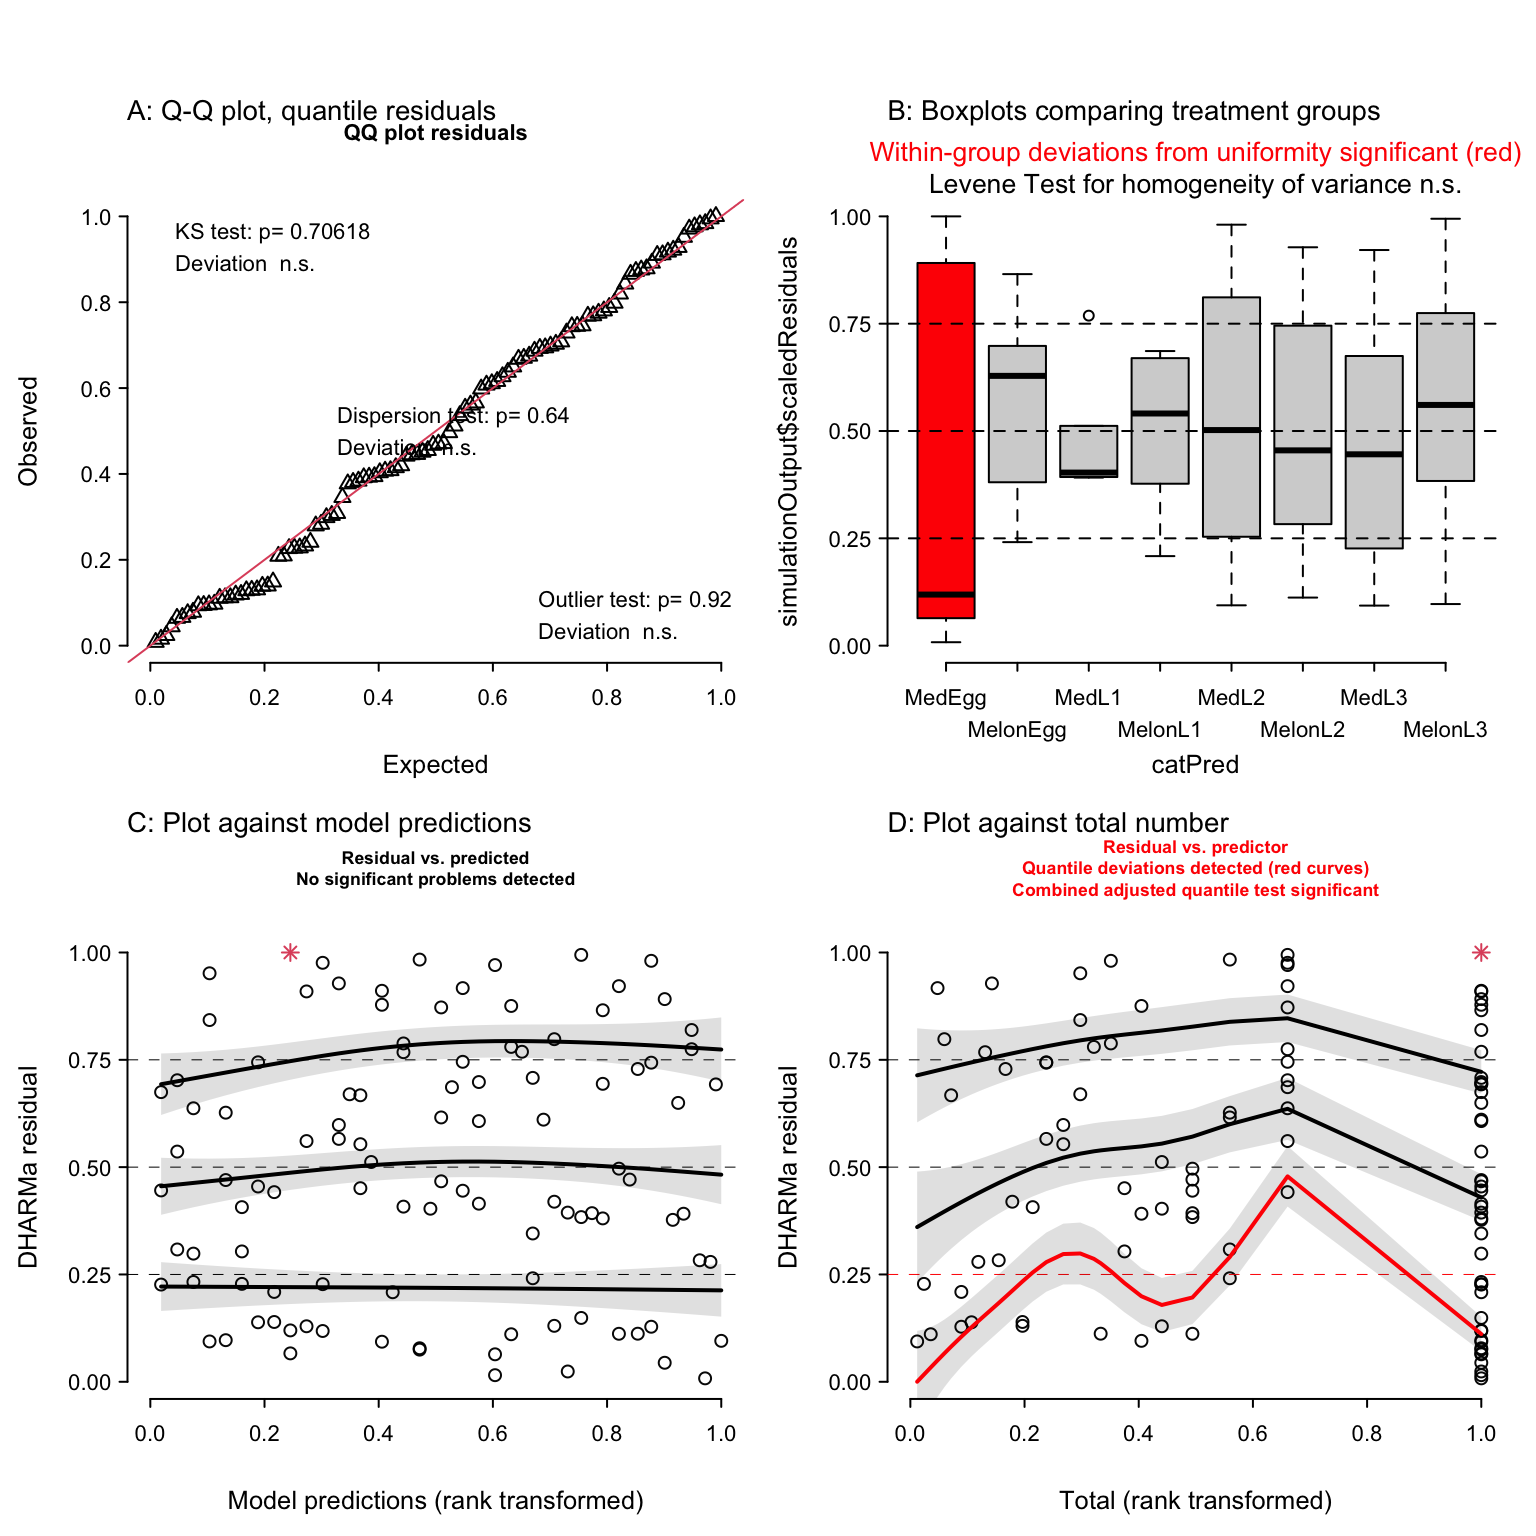 A: Q-Q plot, quantile residuals
QQ plot residuals
KS test: p= 0.70618
Deviation  n.s.
Dispersion test: p= 0.64
Deviation  n.s.
Outlier test: p= 0.92
Deviation  n.s.
Observed
1.0
0.8
0.6
0.4
0.2
0.0
0.0 0.2 0.4 0.6 0.8 1.0
Expected
B: Boxplots comparing treatment groups
Within-group deviations from uniformity significant (red)
Levene Test for homogeneity of variance n.s.
simulationOutput$scaledResiduals
1.00
0.75
0.50
0.25
0.00
MedEgg MedL1 MedL2 MedL3
MelonEgg MelonL1 MelonL2 MelonL3
catPred
C: Plot against model predictions
Residual vs. predicted
No significant problems detected
DHARMa residual
1.00
0.75
0.50
0.25
0.00
0.0 0.2 0.4 0.6 0.8 1.0
Model predictions (rank transformed)
D: Plot against total number
Residual vs. predictor
Quantile deviations detected (red curves)
Combined adjusted quantile test significant
DHARMa residual
1.00
0.75
0.50
0.25
0.00
0.0 0.2 0.4 0.6 0.8 1.0
Total (rank transformed)